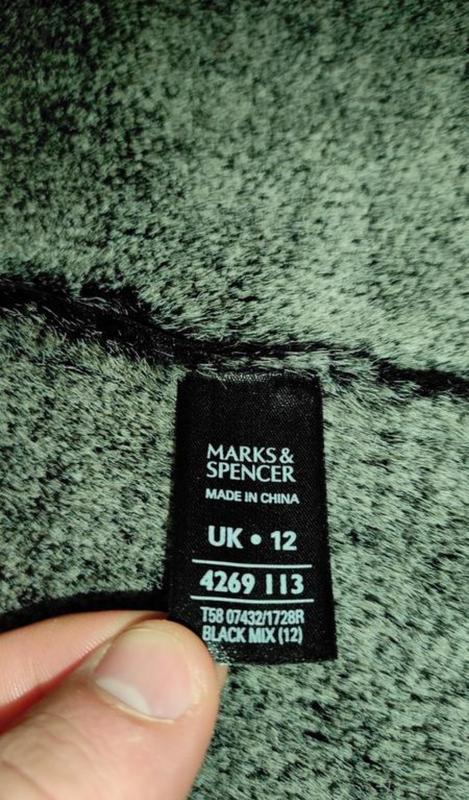 MARKS &
SPENCER
MADE IN CHINA
UK • 12
4269 113
T58 07432/1728R
BLACK MIX (12)